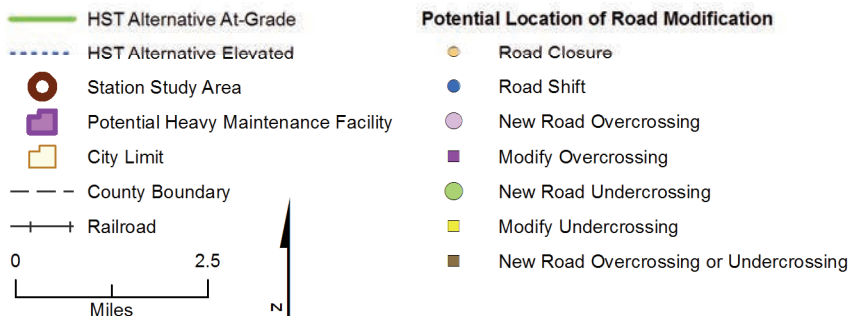 HST Alternative At-Grade
HST Alternative Elevated
Station Study Area
Potential Heavy Maintenance Facility
City Limit
County Boundary
Railroad
0 2.5
Miles
N
Potential Location of Road Modification
Road Closure
Road Shift
New Road Overcrossing
Modify Overcrossing
New Road Undercrossing
Modify Undercrossing
New Road Overcrossing or Undercrossing